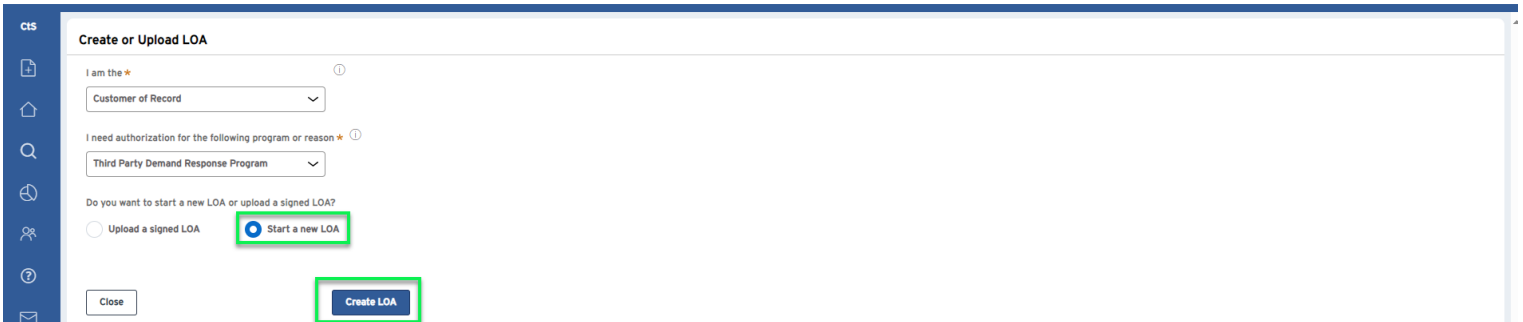 CtS
Create or Upload LOA
I am the *
Customer of Record
I need authorization for the following program or reason *
Third Party Demand Response Program
Do you want to start a new LOA or upload a signed LOA?
Upload a signed LOA Start a new LOA
Close Create LOA